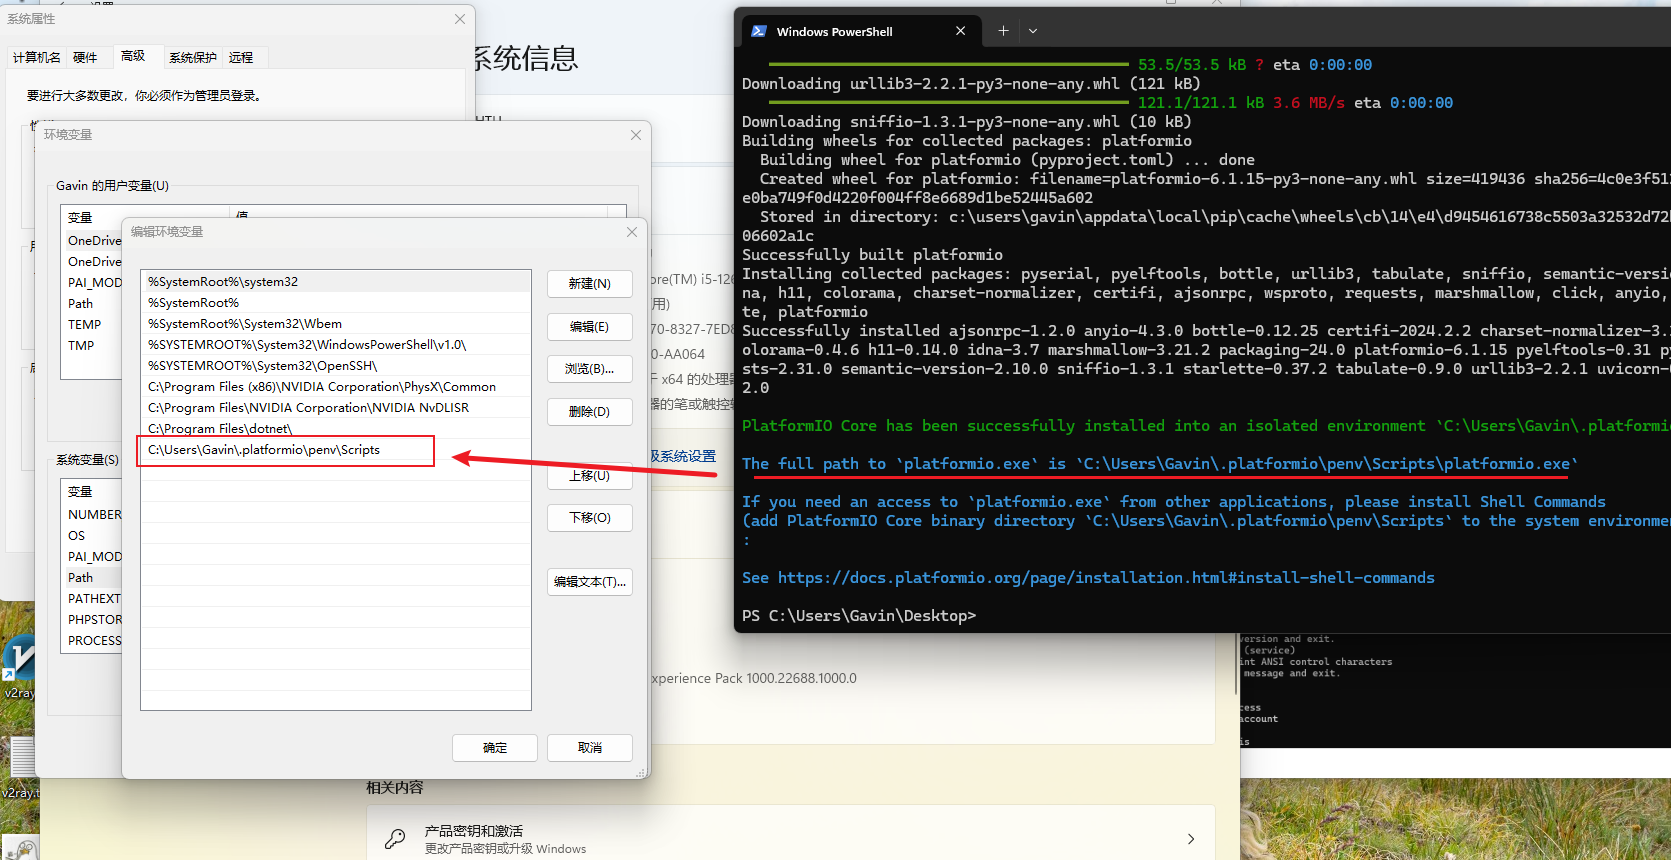 系统属性
计算机名
硬件
高级
系统保护
远程
要进行大多数更改，你必须作为管理员登录。
系统信息
环境变量
Gavin 的用户变量(U)
变量
值
OneDrive
OneDrive
PAI_MOD
Path
TEMP
TMP
系统变量(S)
变量
NUMBER
OS
PAI_MOD
Path
PATHEXT
PHPSTOR
PROCESS
编辑环境变量
%SystemRoot%\system32
%SystemRoot%
%SystemRoot%\System32\Wbem
%SYSTEMROOT%\System32\WindowsPowerShell\v1.0\
%SYSTEMROOT%\System32\OpenSSH\
C:\Program Files (x86)\NVIDIA Corporation\PhysX\Common
C:\Program Files\NVIDIA Corporation\NVIDIA NvDLISR
C:\Program Files\dotnet\
C:\Users\Gavin\.platformio\penv\Scripts
新建(N)
编辑(E)
浏览(B)...
删除(D)
上移(U)
下移(O)
编辑文本(T)...
确定
取消
ore(TM) i5-126
用)
70-8327-7ED8
0-AA064
x64 的处理器
器的笔或触控
级系统设置
xperience Pack 1000.22688.1000.0
相关内容
产品密钥和激活
更改产品密钥或升级 Windows
v2ray
v2ray.t
Windows PowerShell
53.5/53.5 kB ? eta 0:00:00
Downloading urllib3-2.2.1-py3-none-any.whl (121 kB)
121.1/121.1 kB 3.6 MB/s eta 0:00:00
Downloading sniffio-1.3.1-py3-none-any.whl (10 kB)
Building wheels for collected packages: platformio
Building wheel for platformio (pyproject.toml) ... done
Created wheel for platformio: filename=platformio-6.1.15-py3-none-any.whl size=419436 sha256=4c0e3f51
e0ba749f0d4220f004ff8e6689d1be52445a602
Stored in directory: c:\users\gavin\appdata\local\pip\cache\wheels\cb\14\e4\d9454616738c5503a32532d72
06602a1c
Successfully built platformio
Installing collected packages: pyserial, pyelftools, bottle, urllib3, tabulate, sniffio, semantic-versi
na, h11, colorama, charset-normalizer, certifi, ajsonrpc, wsproto, requests, marshmallow, click, anyio,
te, platformio
Successfully installed ajsonrpc-1.2.0 anyio-4.3.0 bottle-0.12.25 certifi-2024.2.2 charset-normalizer-3.
olorama-0.4.6 h11-0.14.0 idna-3.7 marshmallow-3.21.2 packaging-24.0 platformio-6.1.15 pyelftools-0.31 py
sts-2.31.0 semantic-version-2.10.0 sniffio-1.3.1 starlette-0.37.2 tabulate-0.9.0 urllib3-2.2.1 uvicorn-
2.0
PlatformIO Core has been successfully installed into an isolated environment `C:\Users\Gavin\.platformi
The full path to `platformio.exe` is `C:\Users\Gavin\.platformio\penv\Scripts\platformio.exe`
If you need an access to `platformio.exe` from other applications, please install Shell Commands
(add PlatformIO Core binary directory `C:\Users\Gavin\.platformio\penv\Scripts` to the system environme
:
See https://docs.platformio.org/page/installation.html#install-shell-commands
PS C:\Users\Gavin\Desktop>
version and exit.
(service)
int ANSI control characters
message and exit.
cess
account
is